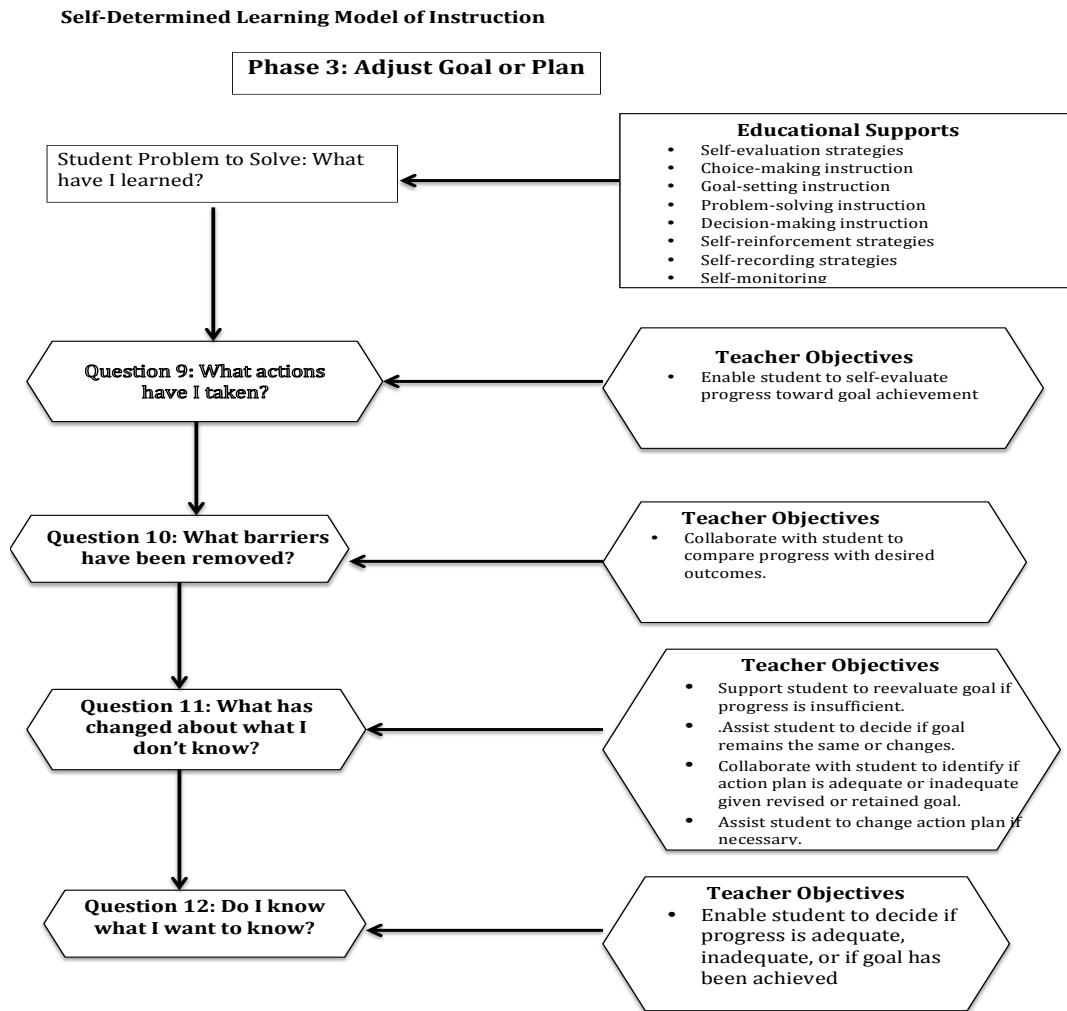 Self-Determined Learning Model of Instruction
Phase 3: Adjust Goal or Plan
Student Problem to Solve: What
have I learned?
Educational Supports
• Self-evaluation strategies
• Choice-making instruction
• Goal-setting instruction
• Problem-solving instruction
• Decision-making instruction
• Self-reinforcement strategies
• Self-recording strategies
• Self-monitoring
Question 9: What actions
have I taken?
Teacher Objectives
• Enable student to self-evaluate
progress toward goal achievement
Question 10: What barriers
have been removed?
Teacher Objectives
• Collaborate with student to
compare progress with desired
outcomes.
Question 11: What has
changed about what I
don’t know?
Teacher Objectives
• Support student to reevaluate goal if
progress is insufficient.
• .Assist student to decide if goal
remains the same or changes.
• Collaborate with student to identify if
action plan is adequate or inadequate
given revised or retained goal.
• Assist student to change action plan if
necessary.
Question 12: Do I know
what I want to know?
Teacher Objectives
• Enable student to decide if
progress is adequate,
inadequate, or if goal has
been achieved